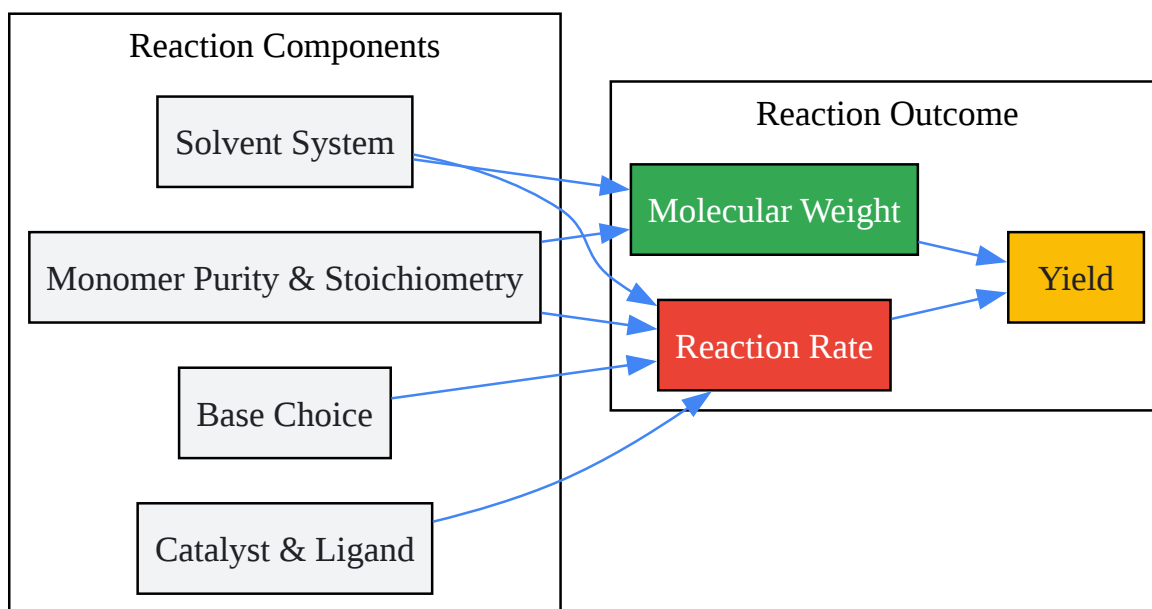 Reaction Components
Solvent System
Monomer Purity & Stoichiometry
Base Choice
Catalyst & Ligand
Reaction Outcome
Molecular Weight
Reaction Rate
Yield